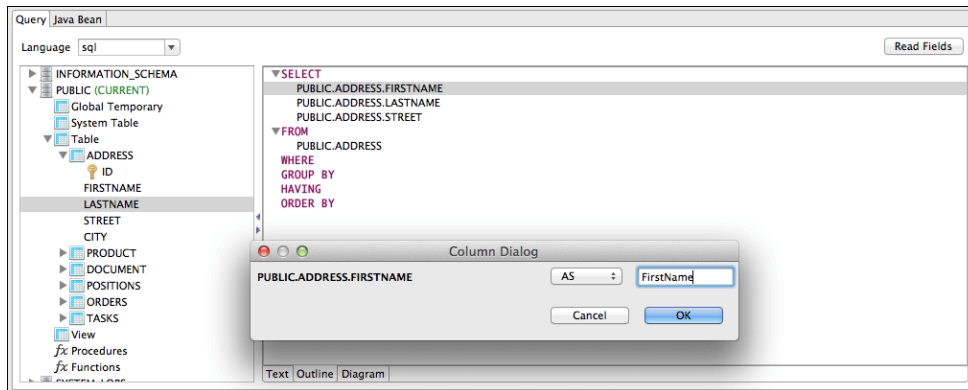 Query Java Bean
Language sql
Read Fields
INFORMATION_SCHEMA
PUBLIC (CURRENT)
Global Temporary
System Table
Table
ADDRESS
ID
FIRSTNAME
LASTNAME
STREET
CITY
PRODUCT
DOCUMENT
POSITIONS
ORDERS
TASKS
View
fx Procedures
fx Functions
SELECT
PUBLIC.ADDRESS.FIRSTNAME
PUBLIC.ADDRESS.LASTNAME
PUBLIC.ADDRESS.STREET
FROM
PUBLIC.ADDRESS
WHERE
GROUP BY
HAVING
ORDER BY
Column Dialog
PUBLIC.ADDRESS.FIRSTNAME AS FirstName
Cancel OK
Text Outline Diagram